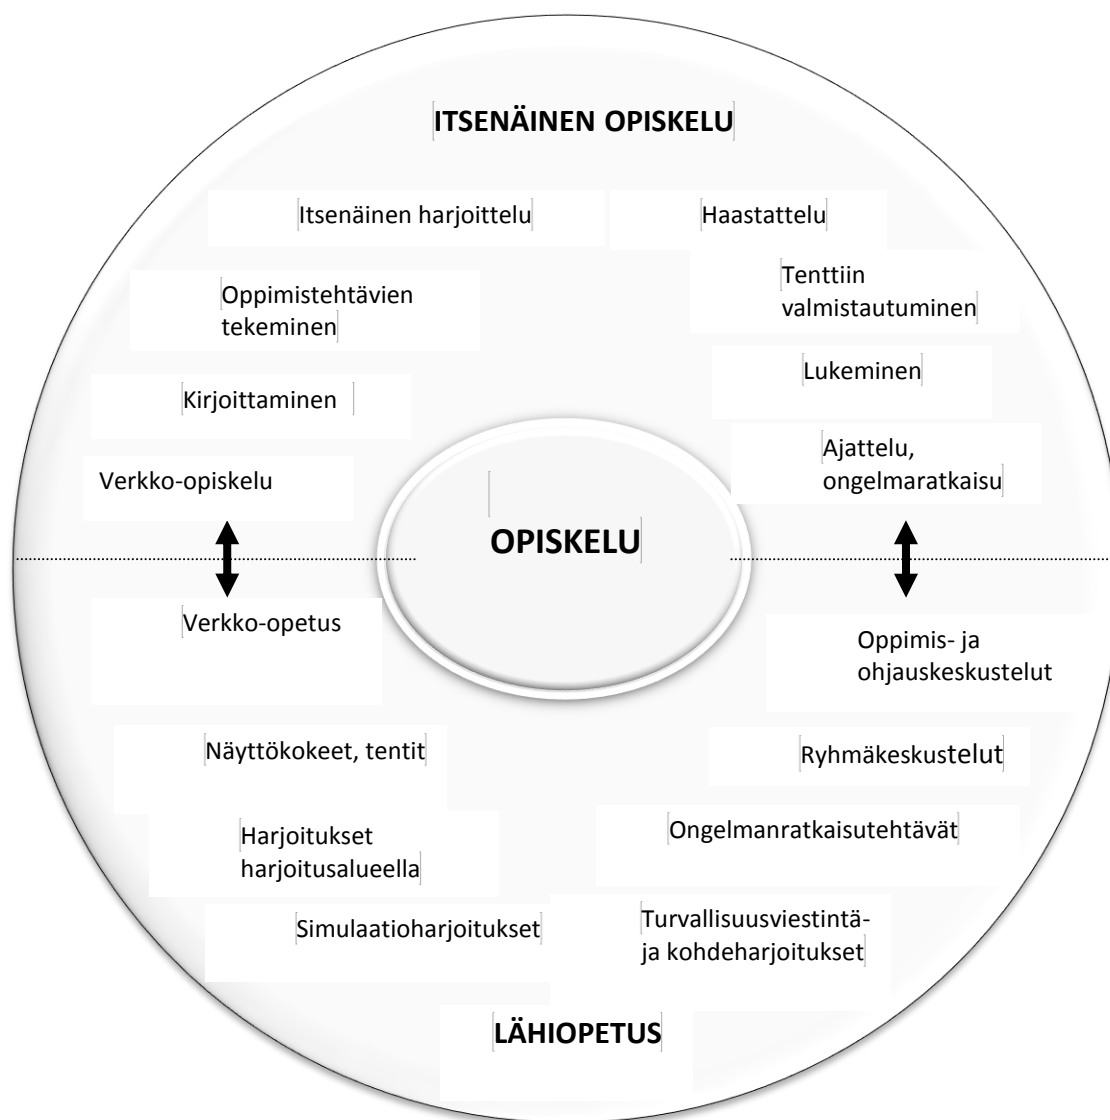 ITSENÄINEN OPISKELU
Itsenäinen harjoittelu
Haastattelu
Oppimistehtävien
tekeminen
Tenttiin
valmistautuminen
Kirjoittaminen
Lukeminen
Verkko-opiskelu
Ajattelu,
ongelmaratkaisu
OPISKELU
Verkko-opetus
Oppimis- ja
ohjauskeskustelut
Näyttökokeet, tentit
Ryhmäkeskustelut
Harjoitukset
harjoitusalueella
Ongelmanratkaisutehtävät
Simulaatioharjoitukset
Turvallisuusviestintä-
ja kohdeharjoitukset
LÄHIOPETUS